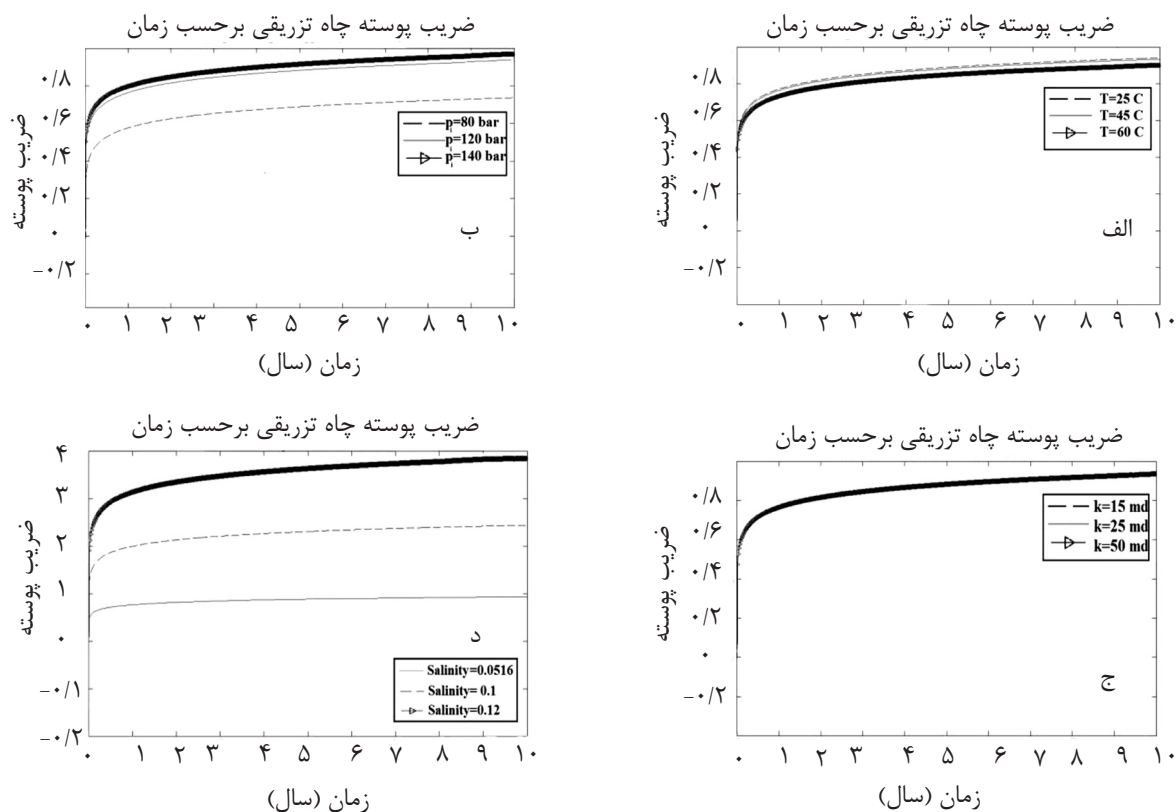 ضریب پوسته چاه تزریقی برحسب زمان
ضریب پوسته
۰/۸
۰/۶
۰/۴
۰/۲
۰
−۰/۲
T=25 C
T=45 C
T=60 C
الف
۰ ۱ ۲ ۳ ۴ ۵ ۶ ۷ ۸ ۹ ۱۰
زمان (سال)
ضریب پوسته چاه تزریقی برحسب زمان
ضریب پوسته
۰/۸
۰/۶
۰/۴
۰/۲
۰
−۰/۲
p=80 bar
p=120 bar
p=140 bar
ب
۰ ۱ ۲ ۳ ۴ ۵ ۶ ۷ ۸ ۹ ۱۰
زمان (سال)
ضریب پوسته چاه تزریقی برحسب زمان
ضریب پوسته
۰/۸
۰/۶
۰/۴
۰/۲
۰
−۰/۲
k=15 md
k=25 md
k=50 md
ج
۰ ۱ ۲ ۳ ۴ ۵ ۶ ۷ ۸ ۹ ۱۰
زمان (سال)
ضریب پوسته چاه تزریقی برحسب زمان
ضریب پوسته
۴
۳
۲
۱
۰
−۰/۱
−۰/۲
د
Salinity=0.0516
Salinity= 0.1
Salinity=0.12
۰ ۱ ۲ ۳ ۴ ۵ ۶ ۷ ۸ ۹ ۱۰
زمان (سال)